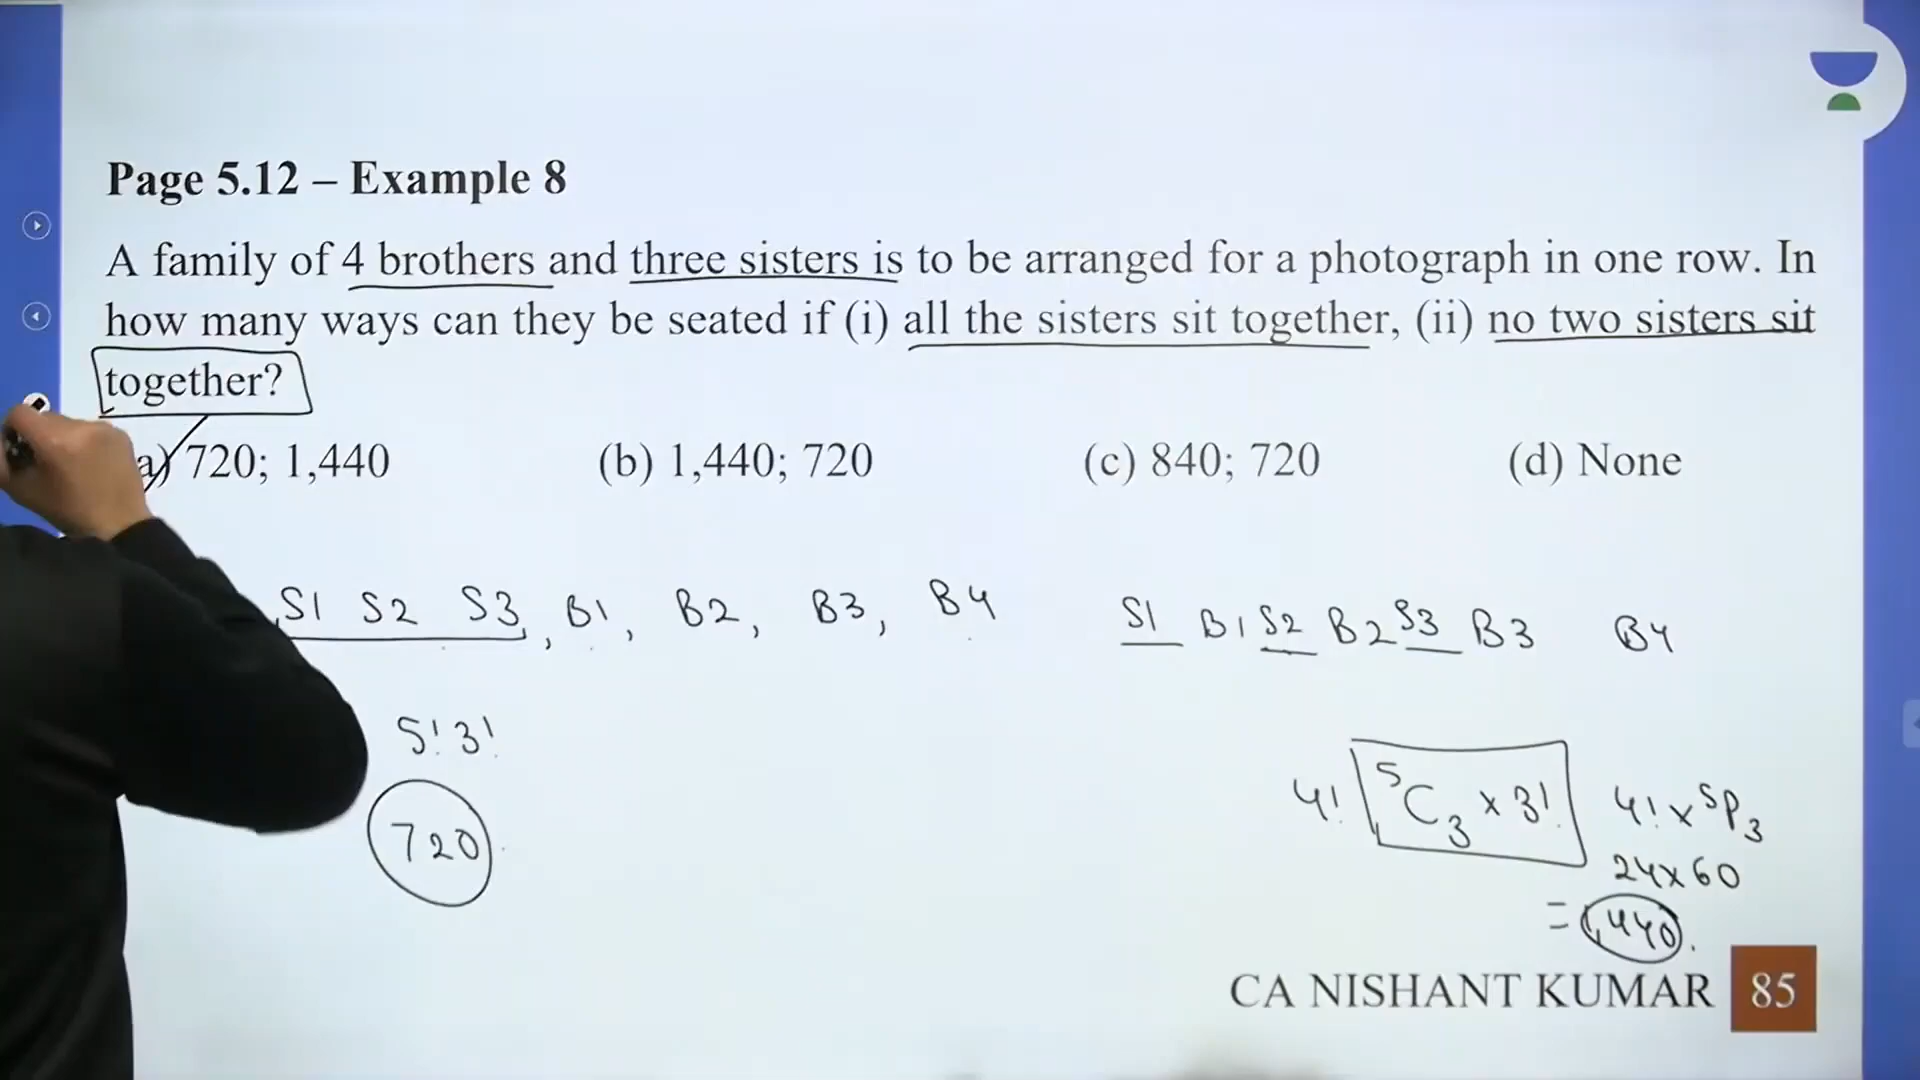 Page 5.12 – Example 8
A family of 4 brothers and three sisters is to be arranged for a photograph in one row. In
how many ways can they be seated if (i) all the sisters sit together, (ii) no two sisters sit
together?
a) 720; 1,440 (b) 1,440; 720 (c) 840; 720 (d) None
S1 S2 S3, B1, B2, B3, B4
S1 B1 S2 B2 S3 B3 B4
5! 3!
720
4! ⁵C₃ × 3! 4! × ⁵P₃
24×60
= 1,440.
CA NISHANT KUMAR 85